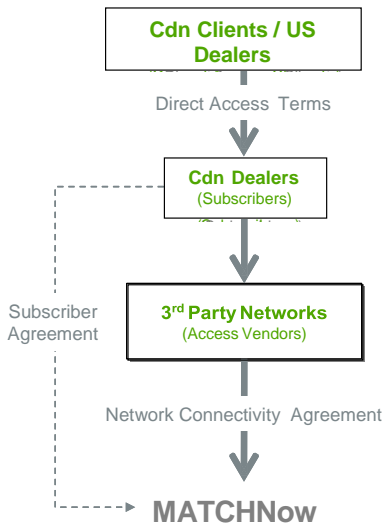 Cdn Clients / US
Dealers
Direct Access Terms
Cdn Dealers
(Subscribers)
3rd Party Networks
(Access Vendors)
Subscriber
Agreement
Network Connectivity Agreement
MATCHNow